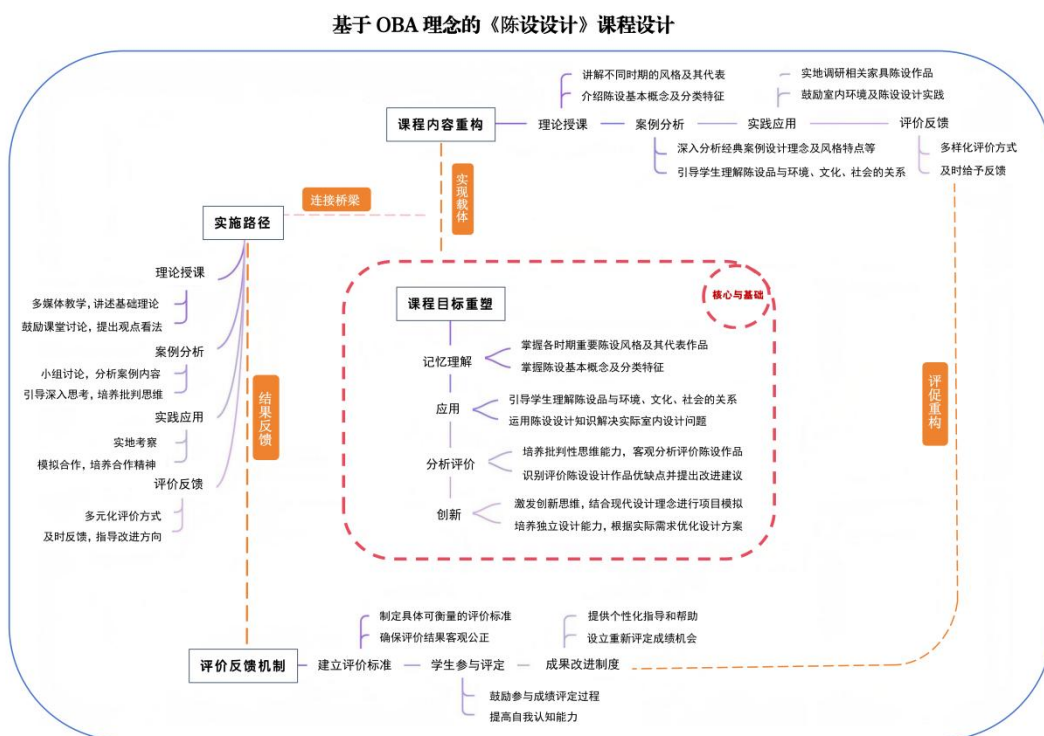 基于 OBA 理念的《陈设设计》课程设计
讲解不同时期的风格及其代表
介绍陈设基本概念及分类特征
实地调研相关家具陈设作品
鼓励室内环境及陈设设计实践
课程内容重构
理论授课
案例分析
实践应用
评价反馈
深入分析经典案例设计理念及风格特点等
引导学生理解陈设品与环境、文化、社会的关系
多样化评价方式
及时给予反馈
实现载体
连接桥梁
实施路径
理论授课
多媒体教学，讲述基础理论
鼓励课堂讨论，提出观点看法
案例分析
小组讨论，分析案例内容
引导深入思考，培养批判思维
实践应用
实地考察
模拟合作，培养合作精神
评价反馈
多元化评价方式
及时反馈，指导改进方向
结果反馈
核心与基础
课程目标重塑
记忆理解
掌握各时期重要陈设风格及其代表作品
掌握陈设基本概念及分类特征
应用
引导学生理解陈设品与环境、文化、社会的关系
运用陈设设计知识解决实际室内设计问题
分析评价
培养批判性思维能力，客观分析评价陈设作品
识别评价陈设设计作品优缺点并提出改进建议
创新
激发创新思维，结合现代设计理念进行项目模拟
培养独立设计能力，根据实际需求优化设计方案
评促重构
制定具体可衡量的评价标准
确保评价结果客观公正
提供个性化指导和帮助
设立重新评定成绩机会
评价反馈机制
建立评价标准
学生参与评定
成果改进制度
鼓励参与成绩评定过程
提高自我认知能力